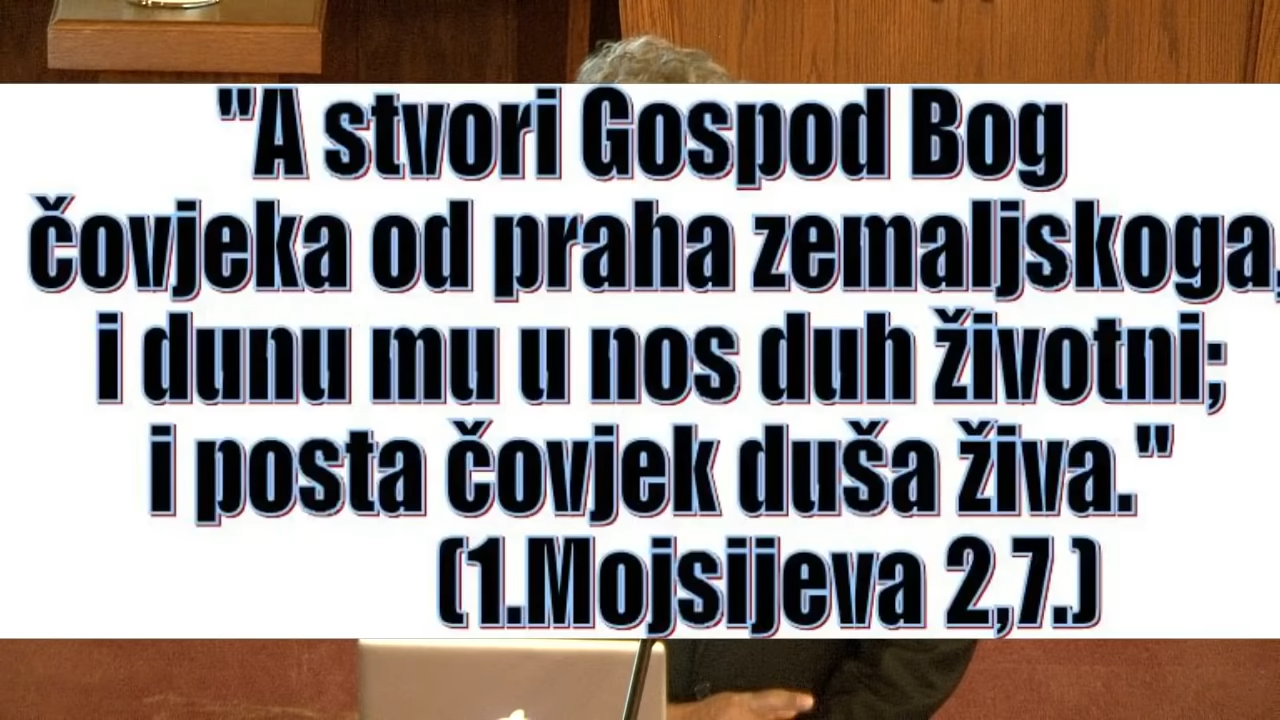 "A stvori Gospod Bog
čovjeka od praha zemaljskoga,
i dunu mu u nos duh životni;
i posta čovjek duša živa."
(1.Mojsijeva 2,7.)